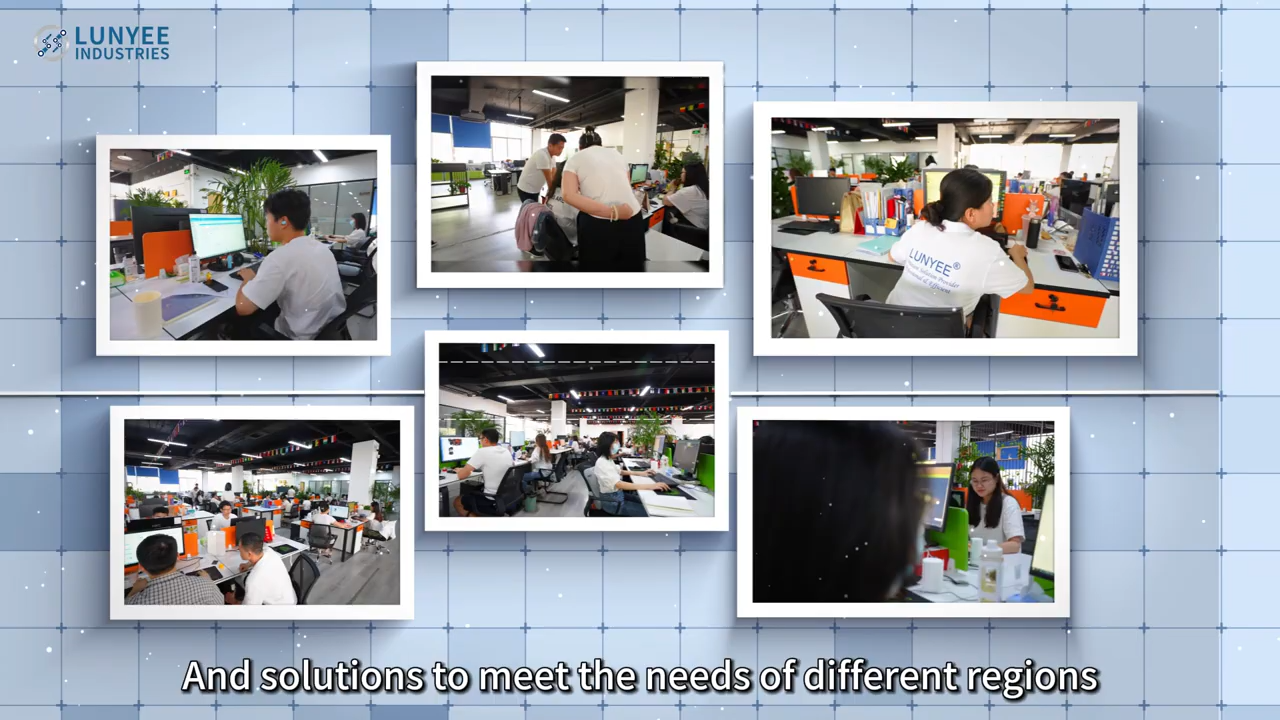 LUNYEE
INDUSTRIES
LUNYEE®
And solutions to meet the needs of different regions